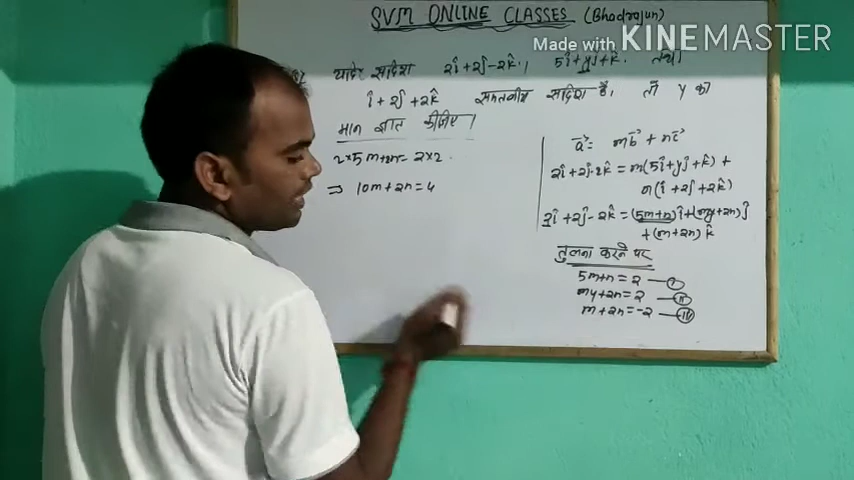 SVM ONLINE CLASSES (Bhadrajun)
Made with KINEMASTER
यदि सदिश 2î+2ĵ-2k̂, 5î+yĵ+k̂ तथा
î+2ĵ+2k̂ समतलीय सदिश हैं, तो y का
मान ज्ञात कीजिए।
2×5m+2n=2×2
⇒ 10m+2n=4
a⃗ = mb⃗ + nc⃗
2î+2ĵ-2k̂ = m(5î+yĵ+k̂) +
n(î+2ĵ+2k̂)
2î+2ĵ-2k̂ = (5m+n)î+(my+2n)ĵ
+(m+2n)k̂
तुलना करने पर
5m+n=2 —(i)
my+2n=2 —(ii)
m+2n=-2 —(iii)